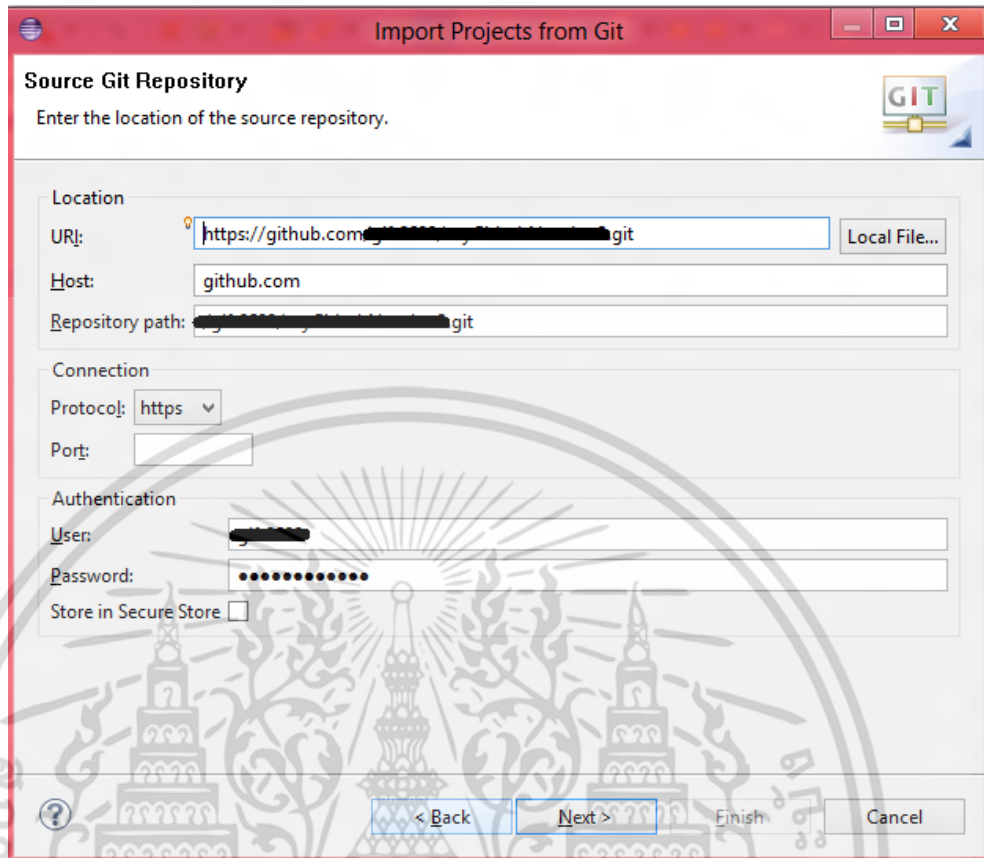 Import Projects from Git
Source Git Repository
Enter the location of the source repository.
GIT
Location
URI: https://github.com git Local File...
Host: github.com
Repository path: git
Connection
Protocol: https
Port:
Authentication
User:
Password: ●●●●●●●●●●●●
Store in Secure Store
? < Back Next > Finish Cancel